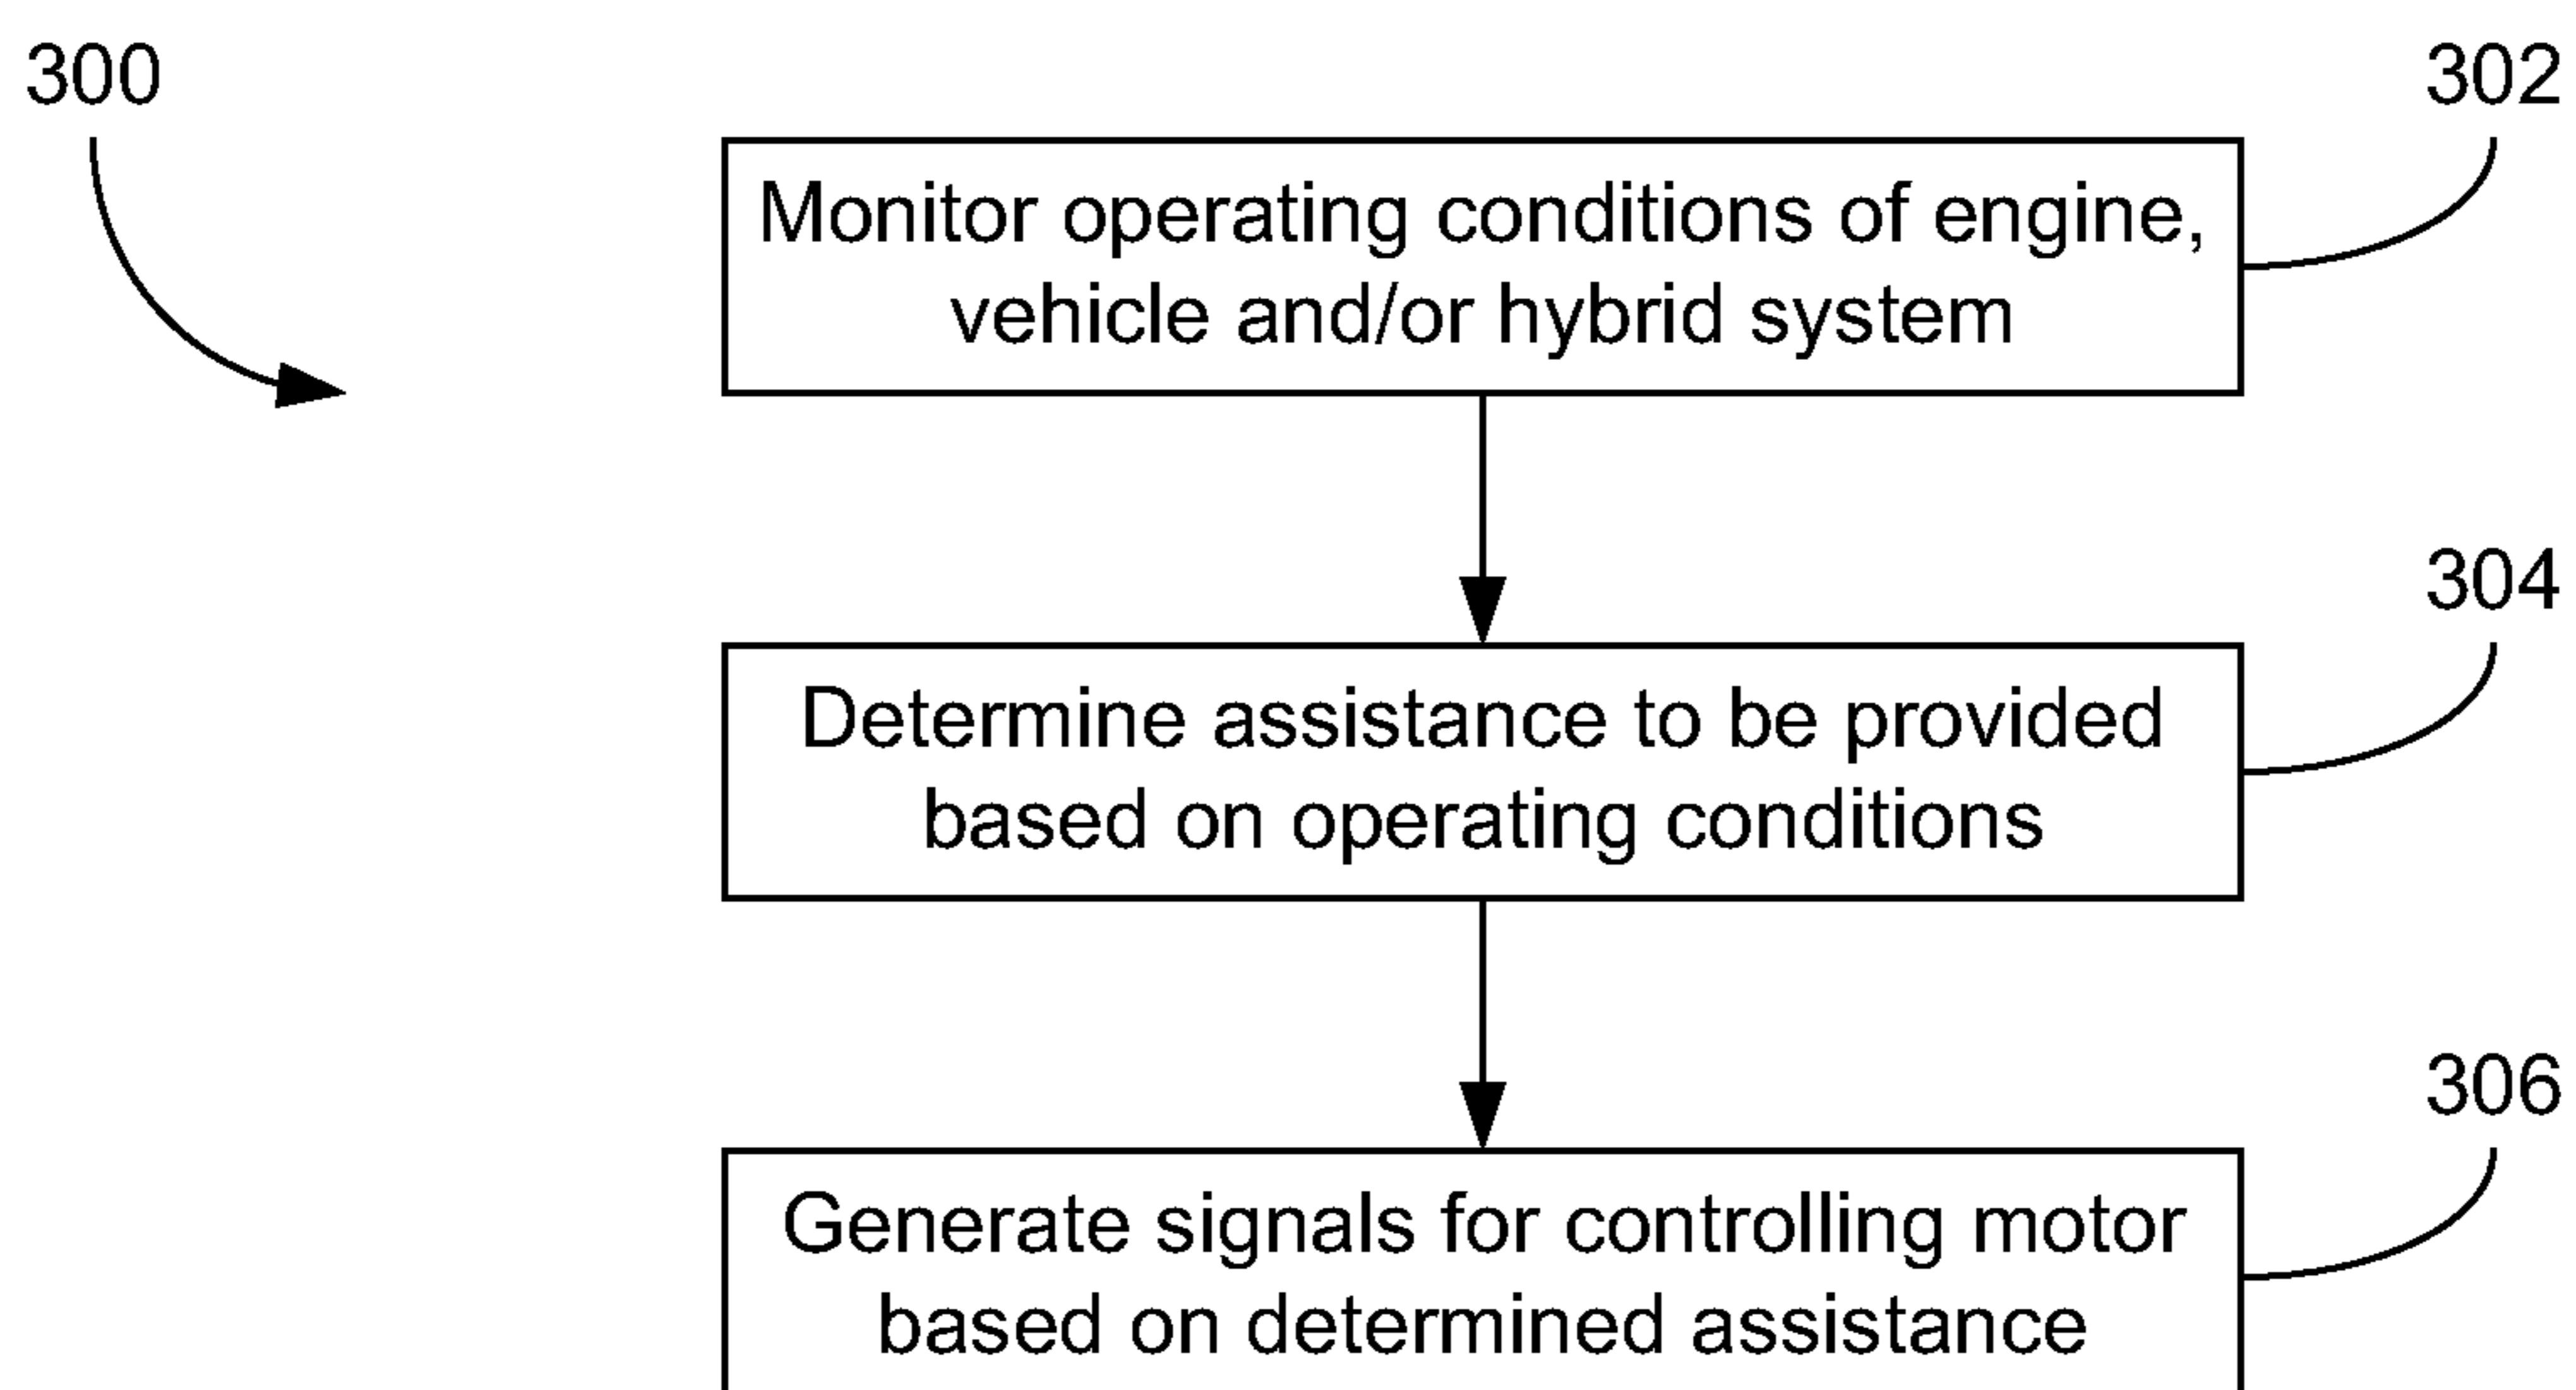 300
302
Monitor operating conditions of engine,
vehicle and/or hybrid system
304
Determine assistance to be provided
based on operating conditions
306
Generate signals for controlling motor
based on determined assistance